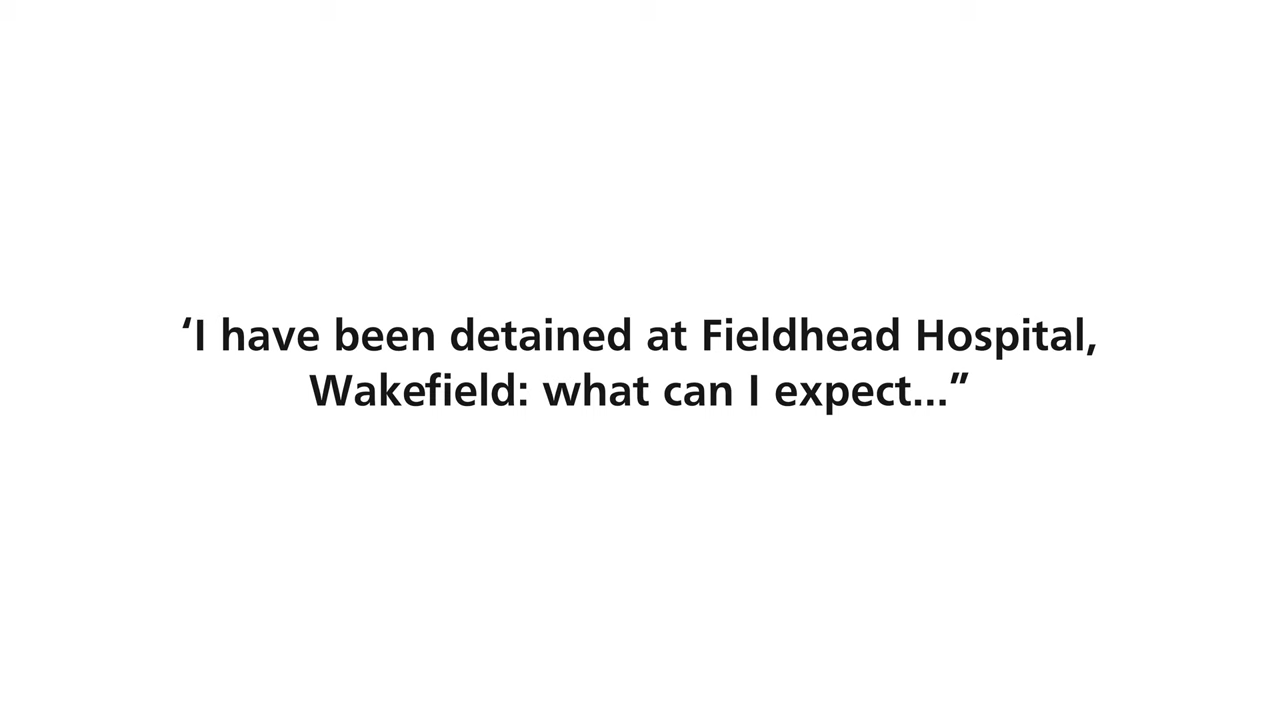 ‘I have been detained at Fieldhead Hospital,
Wakefield: what can I expect...”